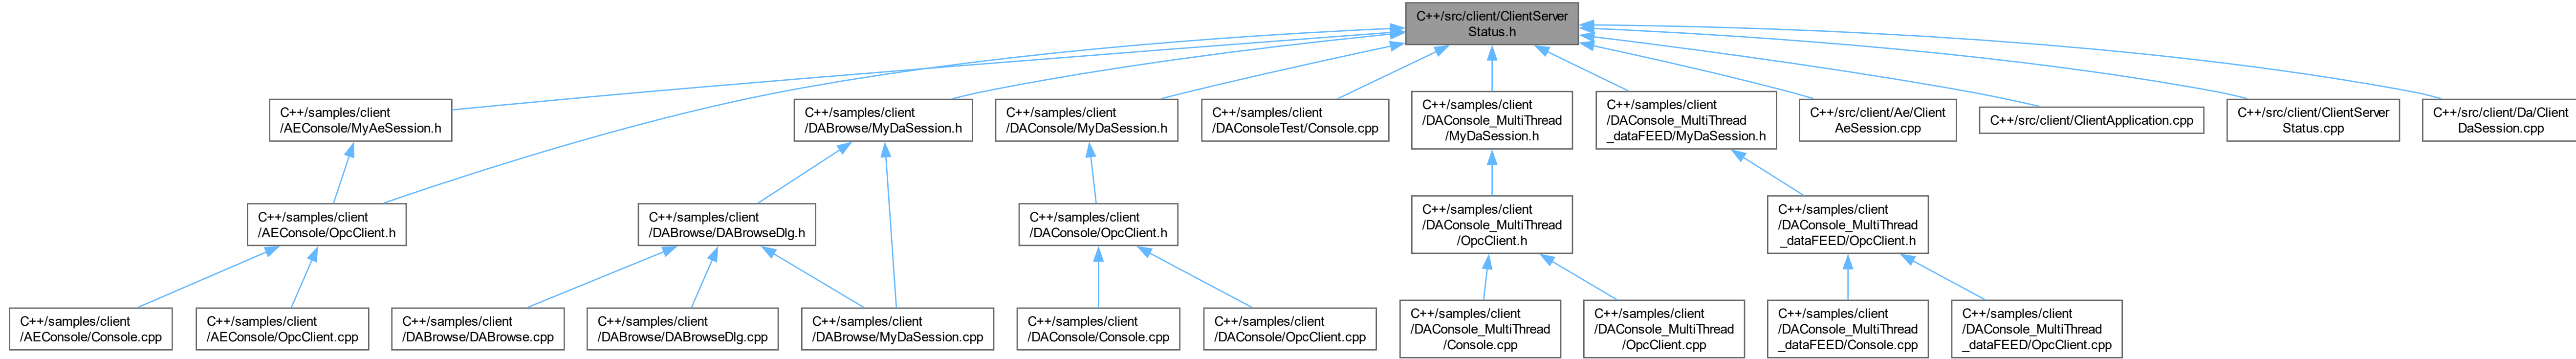 C++/src/client/ClientServer
Status.h
C++/samples/client
/AEConsole/MyAeSession.h
C++/samples/client
/DABrowse/MyDaSession.h
C++/samples/client
/DAConsole/MyDaSession.h
C++/samples/client
/DAConsoleTest/Console.cpp
C++/samples/client
/DAConsole_MultiThread
/MyDaSession.h
C++/samples/client
/DAConsole_MultiThread
_dataFEED/MyDaSession.h
C++/src/client/Ae/Client
AeSession.cpp
C++/src/client/ClientApplication.cpp
C++/src/client/ClientServer
Status.cpp
C++/src/client/Da/Client
DaSession.cpp
C++/samples/client
/AEConsole/OpcClient.h
C++/samples/client
/DABrowse/DABrowseDlg.h
C++/samples/client
/DAConsole/OpcClient.h
C++/samples/client
/DAConsole_MultiThread
/OpcClient.h
C++/samples/client
/DAConsole_MultiThread
_dataFEED/OpcClient.h
C++/samples/client
/AEConsole/Console.cpp
C++/samples/client
/AEConsole/OpcClient.cpp
C++/samples/client
/DABrowse/DABrowse.cpp
C++/samples/client
/DABrowse/DABrowseDlg.cpp
C++/samples/client
/DABrowse/MyDaSession.cpp
C++/samples/client
/DAConsole/Console.cpp
C++/samples/client
/DAConsole/OpcClient.cpp
C++/samples/client
/DAConsole_MultiThread
/Console.cpp
C++/samples/client
/DAConsole_MultiThread
/OpcClient.cpp
C++/samples/client
/DAConsole_MultiThread
_dataFEED/Console.cpp
C++/samples/client
/DAConsole_MultiThread
_dataFEED/OpcClient.cpp